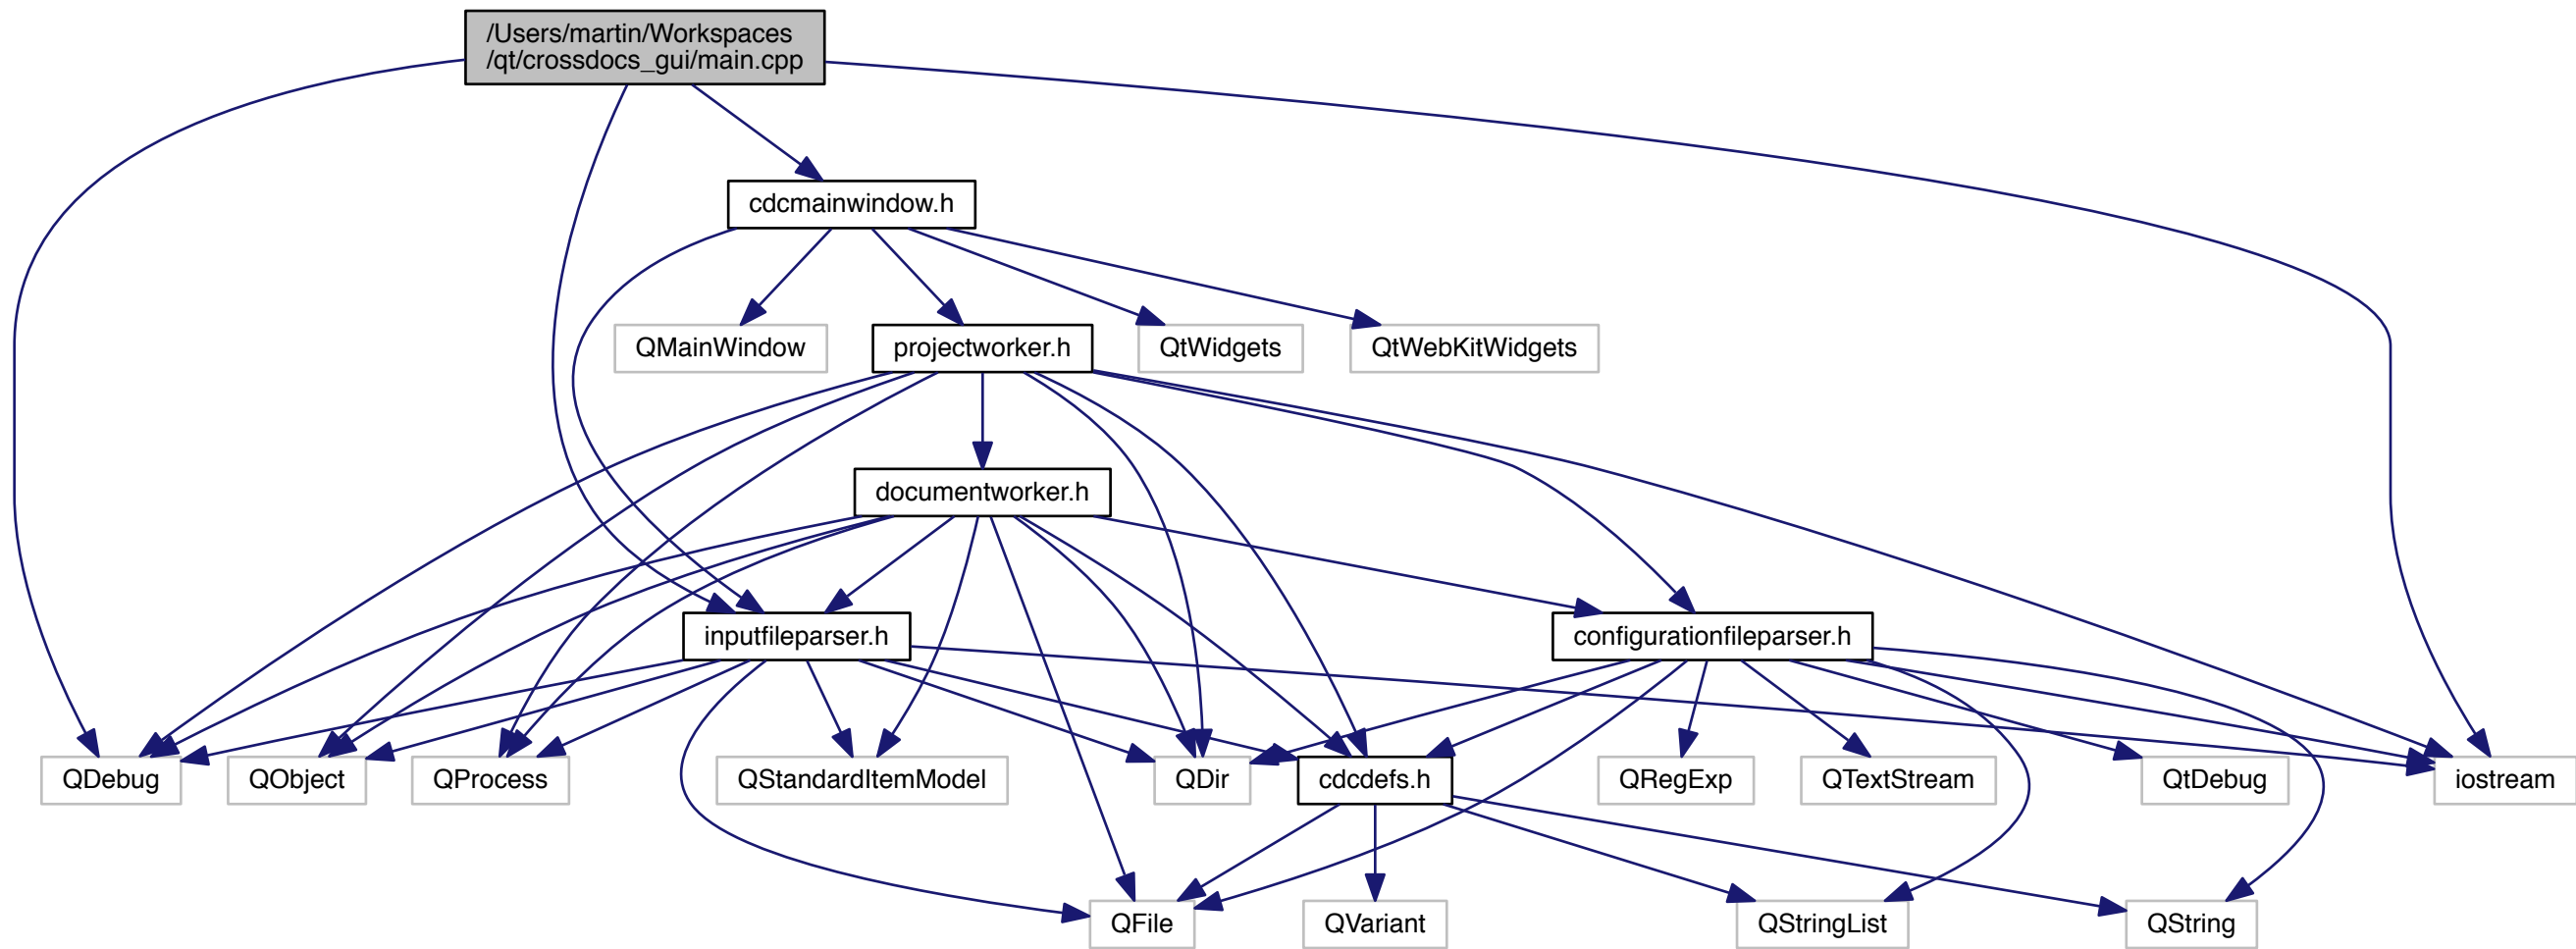 /Users/martin/Workspaces
/qt/crossdocs_gui/main.cpp
cdcmainwindow.h
QMainWindow
projectworker.h
QtWidgets
QtWebKitWidgets
documentworker.h
inputfileparser.h
configurationfileparser.h
QDebug
QObject
QProcess
QStandardItemModel
QDir
cdcdefs.h
QRegExp
QTextStream
QtDebug
iostream
QFile
QVariant
QStringList
QString